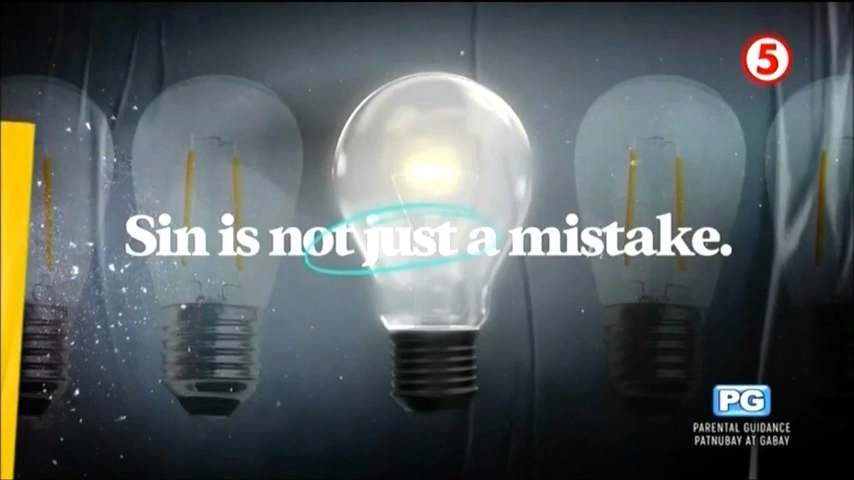 5
Sin is not just a mistake.
PG
PARENTAL GUIDANCE
PATNUBAY AT GABAY